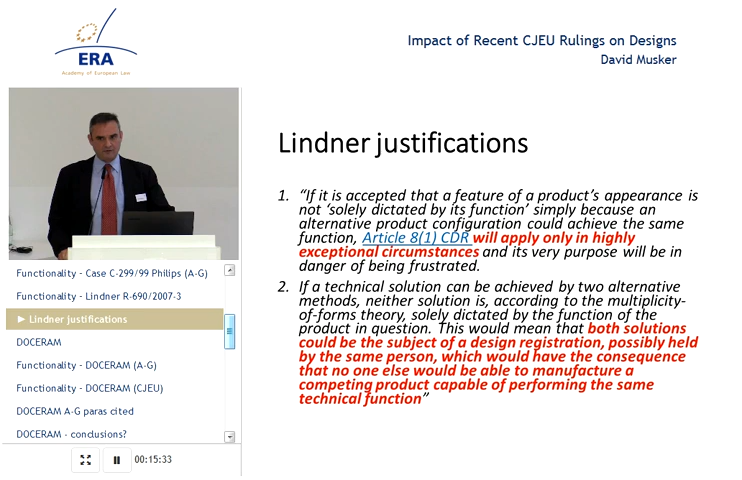 ERA
Academy of European Law
Impact of Recent CJEU Rulings on Designs
David Musker
Functionality - Case C-299/99 Philips (A-G)
Functionality - Lindner R-690/2007-3
► Lindner justifications
DOCERAM
Functionality - DOCERAM (A-G)
Functionality - DOCERAM (CJEU)
DOCERAM A-G paras cited
DOCERAM - conclusions?
00:15:33
Lindner justifications
1. “If it is accepted that a feature of a product’s appearance is
not ‘solely dictated by its function’ simply because an
alternative product configuration could achieve the same
function, Article 8(1) CDR will apply only in highly
exceptional circumstances and its very purpose will be in
danger of being frustrated.
2. If a technical solution can be achieved by two alternative
methods, neither solution is, according to the multiplicity-
of-forms theory, solely dictated by the function of the
product in question. This would mean that both solutions
could be the subject of a design registration, possibly held
by the same person, which would have the consequence
that no one else would be able to manufacture a
competing product capable of performing the same
technical function”